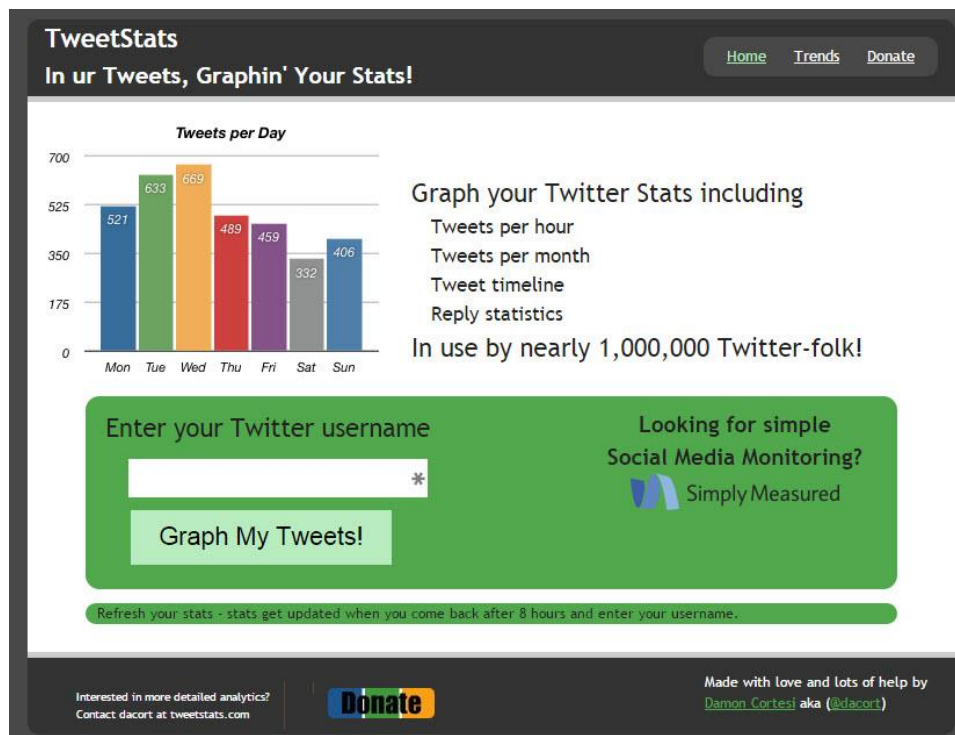 TweetStats
In ur Tweets, Graphin' Your Stats!
Home Trends Donate
Tweets per Day
700
525
350
175
0
521
633
669
489
459
332
406
Mon Tue Wed Thu Fri Sat Sun
Graph your Twitter Stats including
Tweets per hour
Tweets per month
Tweet timeline
Reply statistics
In use by nearly 1,000,000 Twitter-folk!
Enter your Twitter username
*
Graph My Tweets!
Looking for simple
Social Media Monitoring?
Simply Measured
Refresh your stats - stats get updated when you come back after 8 hours and enter your username.
Interested in more detailed analytics?
Contact dacort at tweetstats.com
Donate
Made with love and lots of help by
Damon Cortesi aka (@dacort)